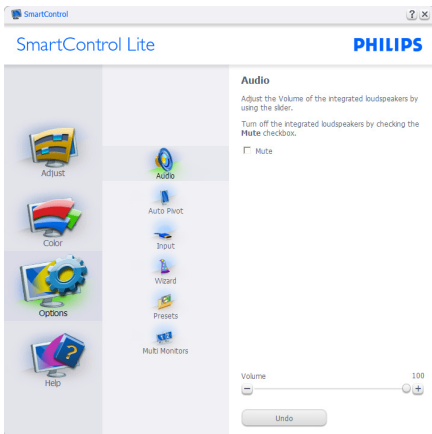 SmartControl
SmartControl Lite
PHILIPS
Adjust
Color
Options
Help
Audio
Auto Pivot
Input
Wizard
Presets
Multi Monitors
Audio
Adjust the Volume of the integrated loudspeakers by
using the slider.
Turn off the integrated loudspeakers by checking the
Mute checkbox.
Mute
Volume 100
Undo